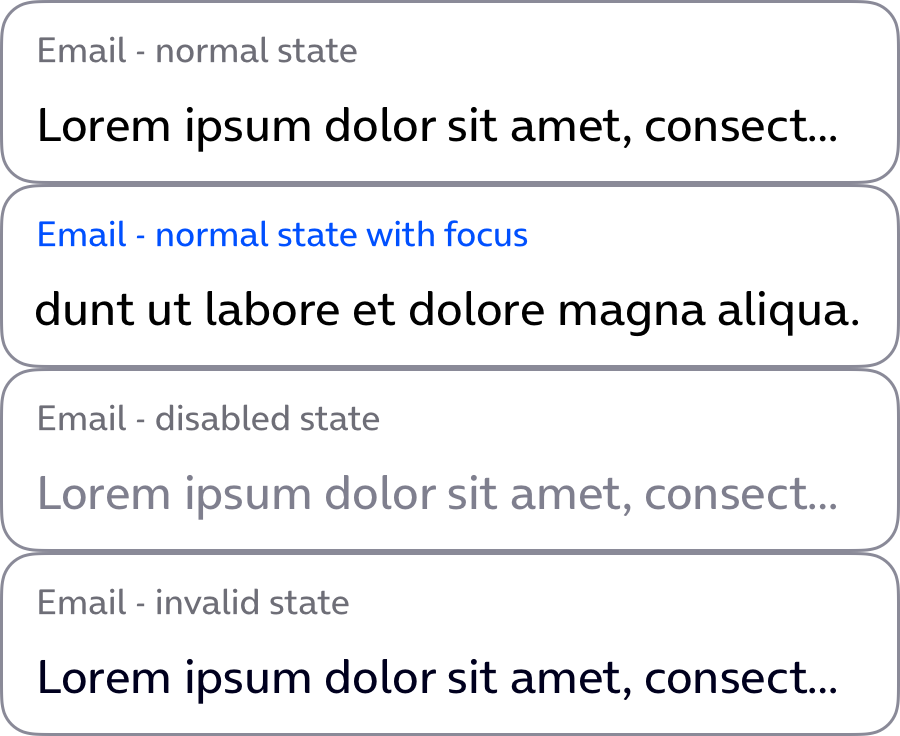 Email - normal state
Lorem ipsum dolor sit amet, consect...
Email - normal state with focus
dunt ut labore et dolore magna aliqua.
Email - disabled state
Lorem ipsum dolor sit amet, consect...
Email - invalid state
Lorem ipsum dolor sit amet, consect...